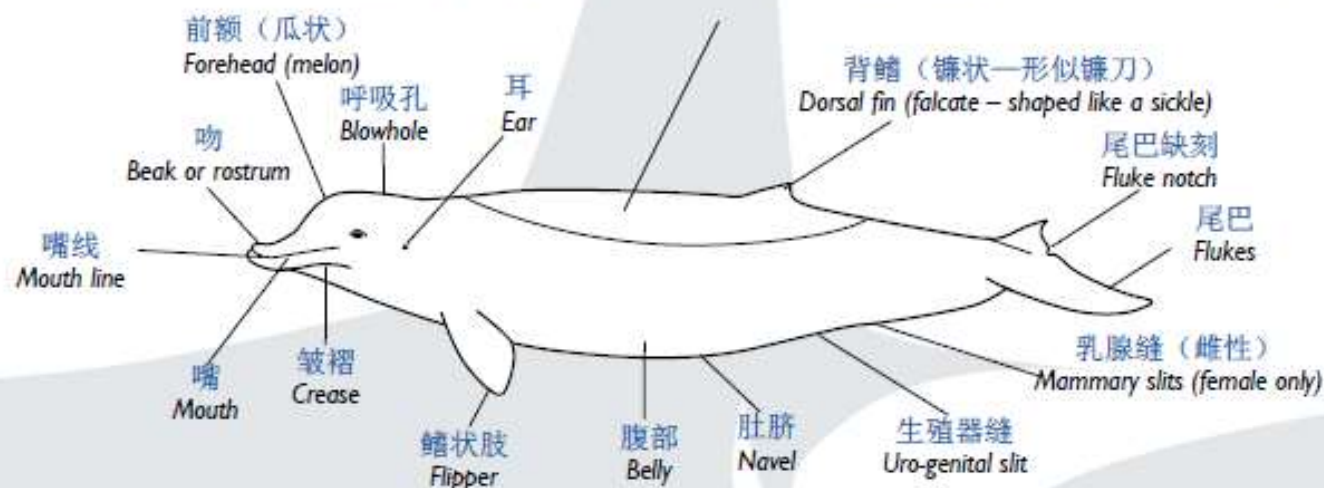 前额（瓜状）
Forehead (melon)
呼吸孔
Blowhole
耳
Ear
背鳍（镰状—形似镰刀）
Dorsal fin (falcate – shaped like a sickle)
吻
Beak or rostrum
尾巴缺刻
Fluke notch
尾巴
Flukes
嘴线
Mouth line
嘴
Mouth
皱褶
Crease
鳍状肢
Flipper
腹部
Belly
肚脐
Navel
生殖器缝
Uro-genital slit
乳腺缝（雌性）
Mammary slits (female only)